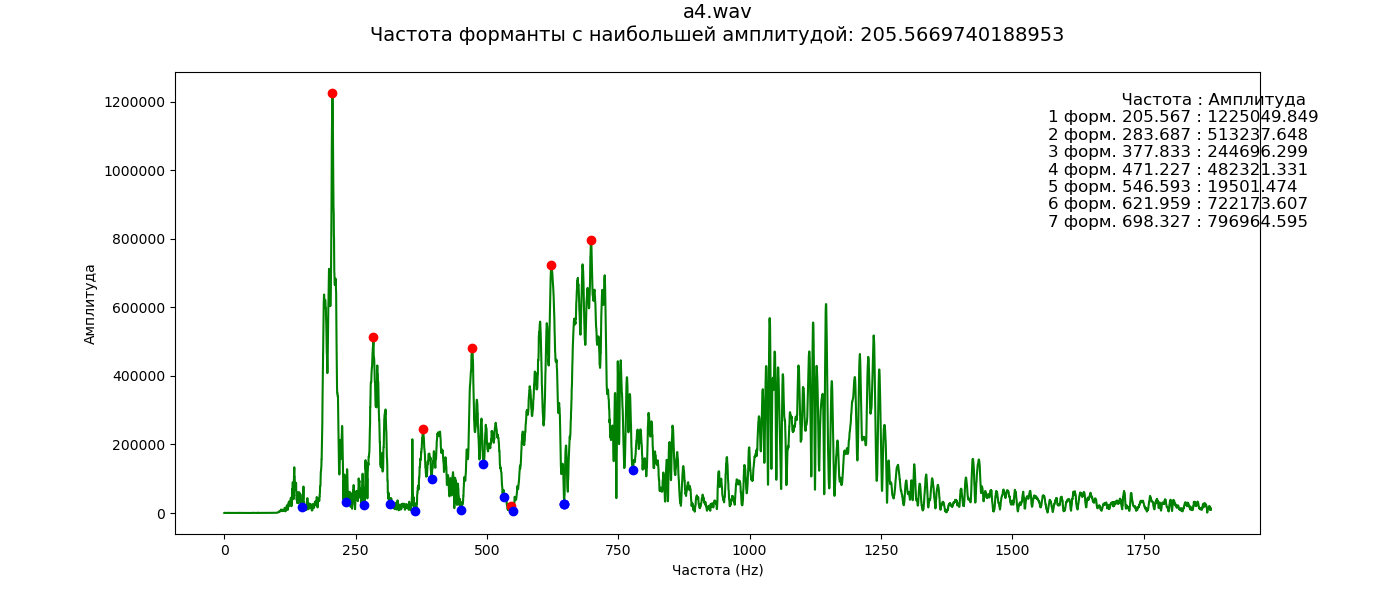 a4.wav
Частота форманты с наибольшей амплитудой: 205.5669740188953
Частота : Амплитуда
1 форм. 205.567 : 1225049.849
2 форм. 283.687 : 513237.648
3 форм. 377.833 : 244696.299
4 форм. 471.227 : 482321.331
5 форм. 546.593 : 19501.474
6 форм. 621.959 : 722173.607
7 форм. 698.327 : 796964.595
1200000
1000000
800000
600000
400000
200000
0
Амплитуда
0 250 500 750 1000 1250 1500 1750
Частота (Hz)